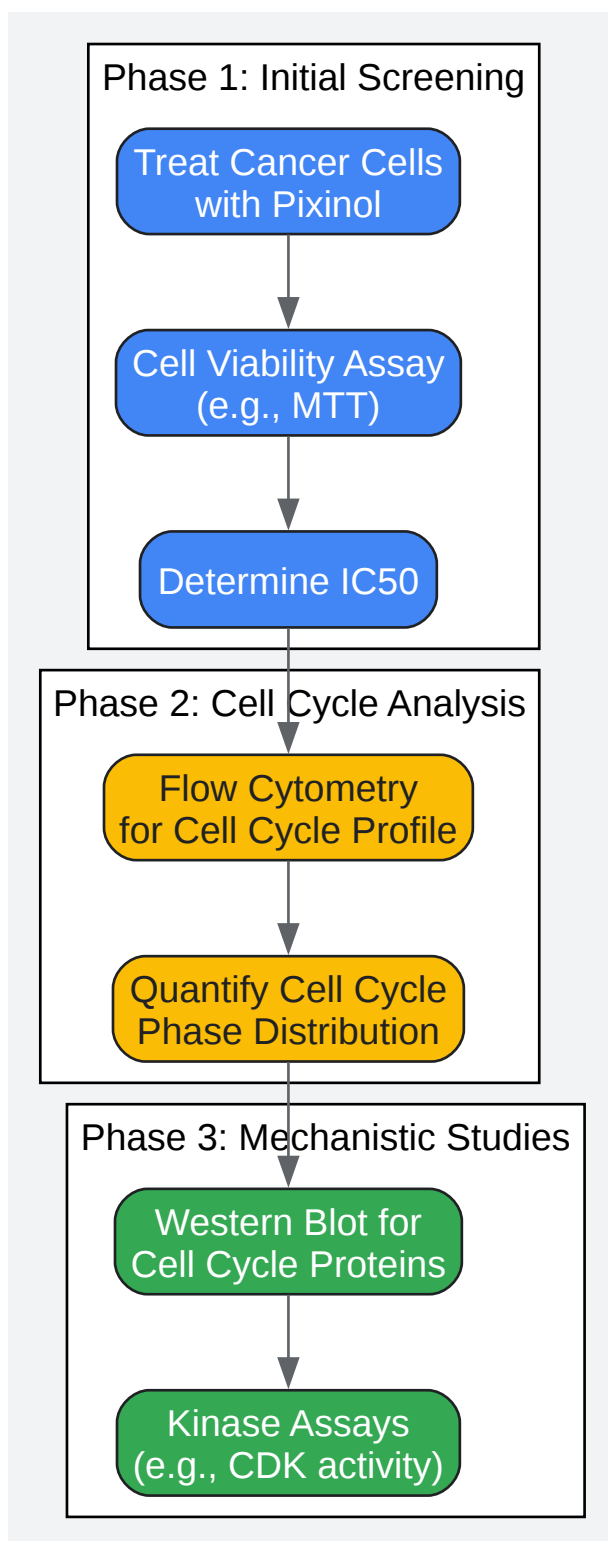 Phase 1: Initial Screening
Treat Cancer Cells
with Pixinol
Cell Viability Assay
(e.g., MTT)
Determine IC50
Phase 2: Cell Cycle Analysis
Flow Cytometry
for Cell Cycle Profile
Quantify Cell Cycle
Phase Distribution
Phase 3: Mechanistic Studies
Western Blot for
Cell Cycle Proteins
Kinase Assays
(e.g., CDK activity)